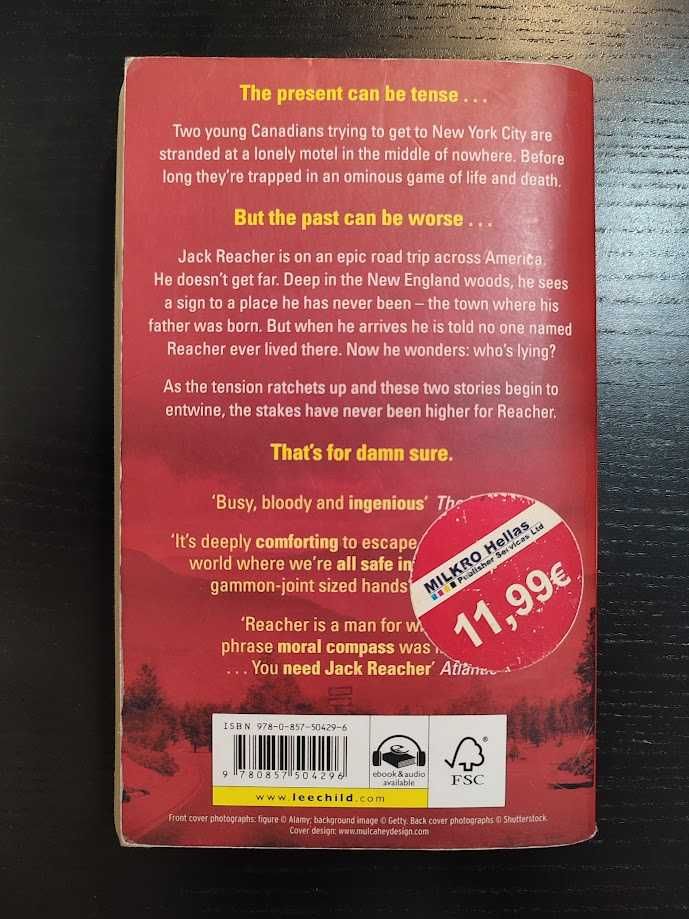 The present can be tense . . .
Two young Canadians trying to get to New York City are
stranded at a lonely motel in the middle of nowhere. Before
long they're trapped in an ominous game of life and death.
But the past can be worse . . .
Jack Reacher is on an epic road trip across America.
He doesn't get far. Deep in the New England woods, he sees
a sign to a place he has never been – the town where his
father was born. But when he arrives he is told no one named
Reacher ever lived there. Now he wonders: who's lying?
As the tension ratchets up and these two stories begin to
entwine, the stakes have never been higher for Reacher.
That's for damn sure.
'Busy, bloody and ingenious'
'It's deeply comforting to escape
world where we're all safe in
gammon-joint sized hands'
'Reacher is a man for
phrase moral compass was
. . . You need Jack Reacher'
MILKRO Hellas
Publisher Services Ltd
11,99€
ISBN 978-0-857-50429-6
9 780857 504296
ebook & audio
available
FSC
www.leechild.com
Front cover photographs: figure © Alamy; background image © Getty. Back cover photographs © Shutterstock.
Cover design: www.mulcaheydesign.com